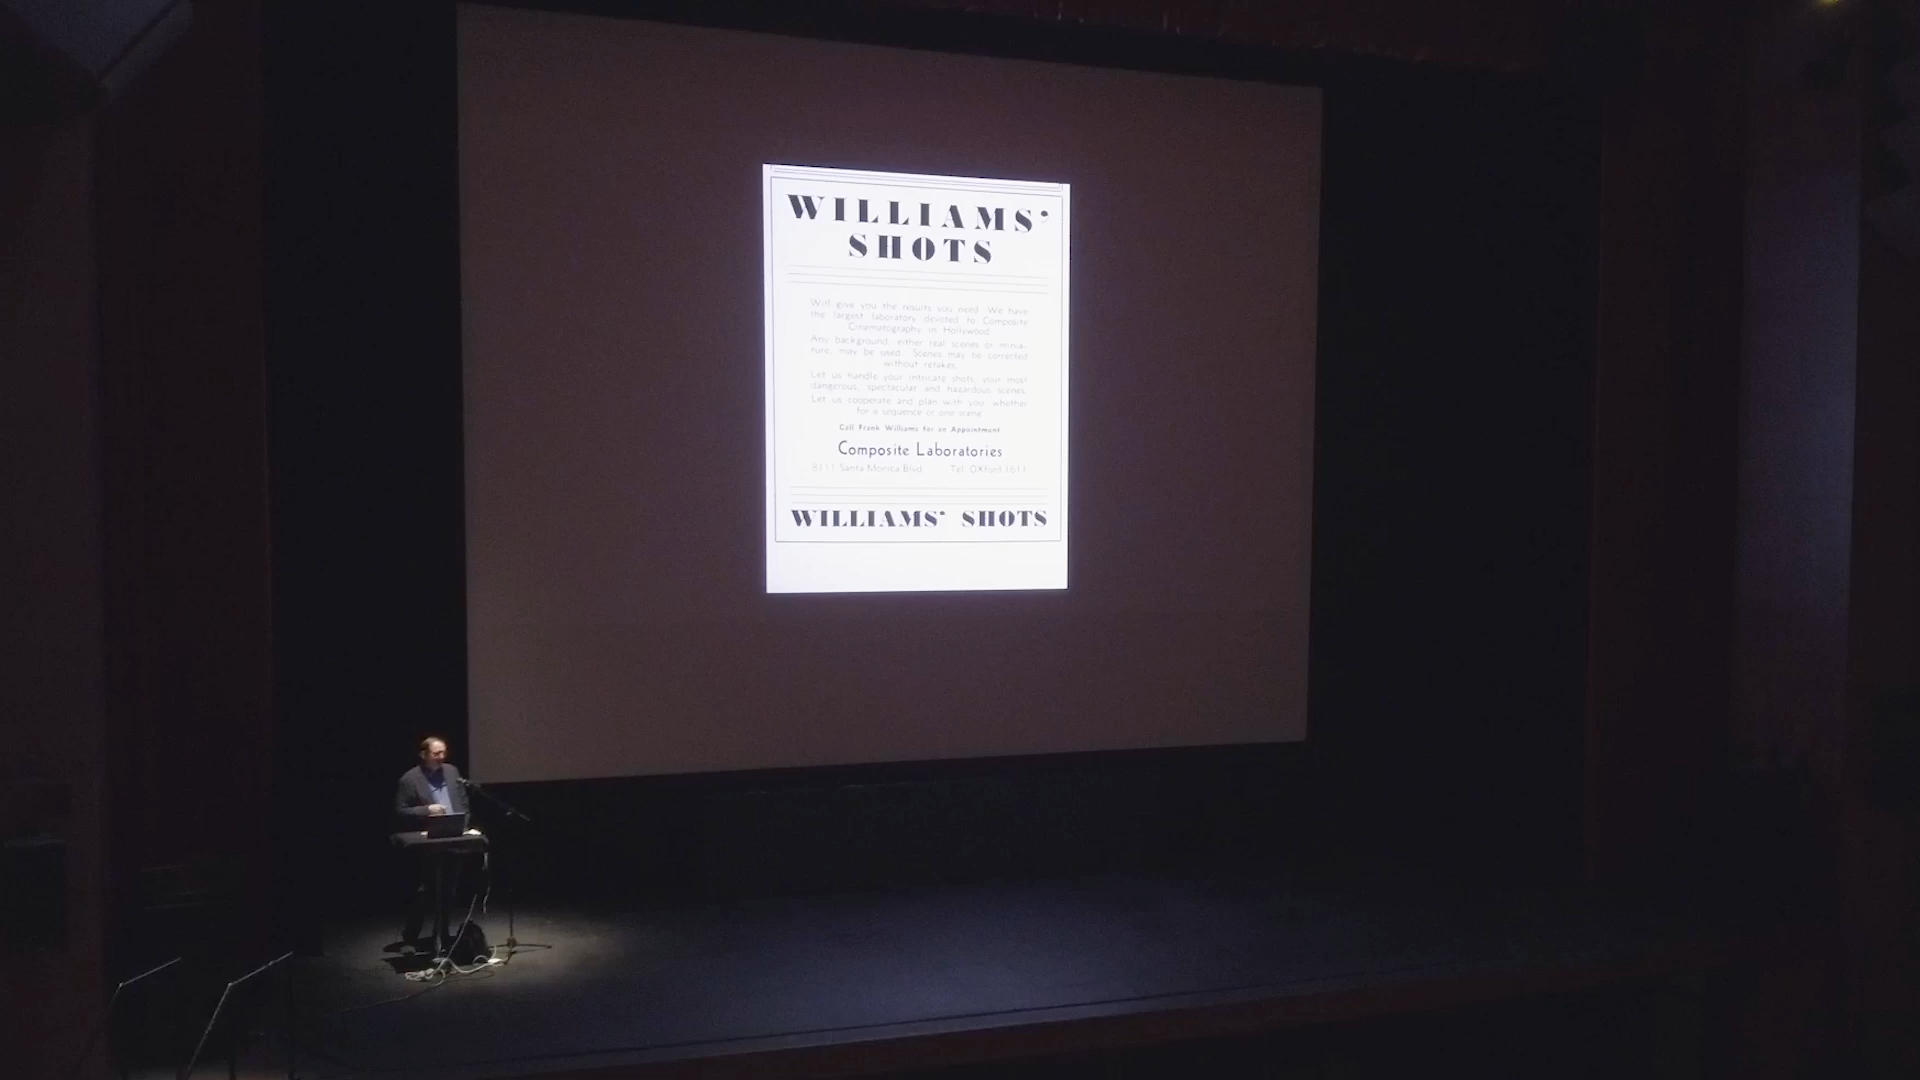 WILLIAMS'
SHOTS
Will give you the results you need. We have
the largest laboratory devoted to Composite
Cinematography in Hollywood.
Any background, either real scenes or minia-
ture, may be used. Scenes may be corrected
without retakes.
Let us handle your intricate shots, your most
dangerous, spectacular and hazardous scenes.
Let us cooperate and plan with you, whether
for a sequence or one scene.
Call Frank Williams for an Appointment
Composite Laboratories
8111 Santa Monica Blvd. Tel. OXford 1611
WILLIAMS' SHOTS